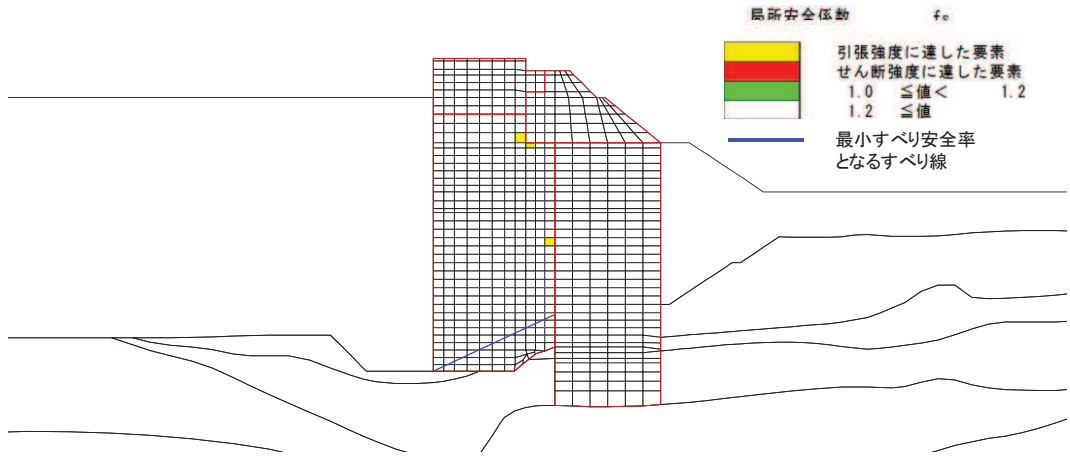 局所安全係数 fs
引張強度に達した要素
せん断強度に達した要素
1.0 ≦値< 1.2
1.2 ≦値
最小すべり安全率
となるすべり線